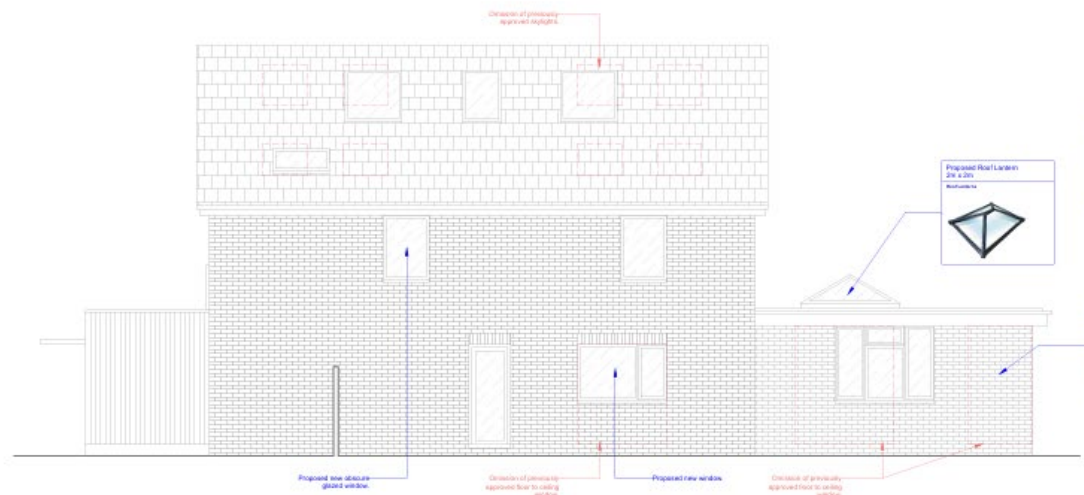 Omission of previously
approved skylights.
Proposed Roof Lantern
2m x 2m
Proposed new obscure
glazed window.
Omission of previously
approved floor to ceiling
Proposed new window.
Omission of previously
approved floor to ceiling